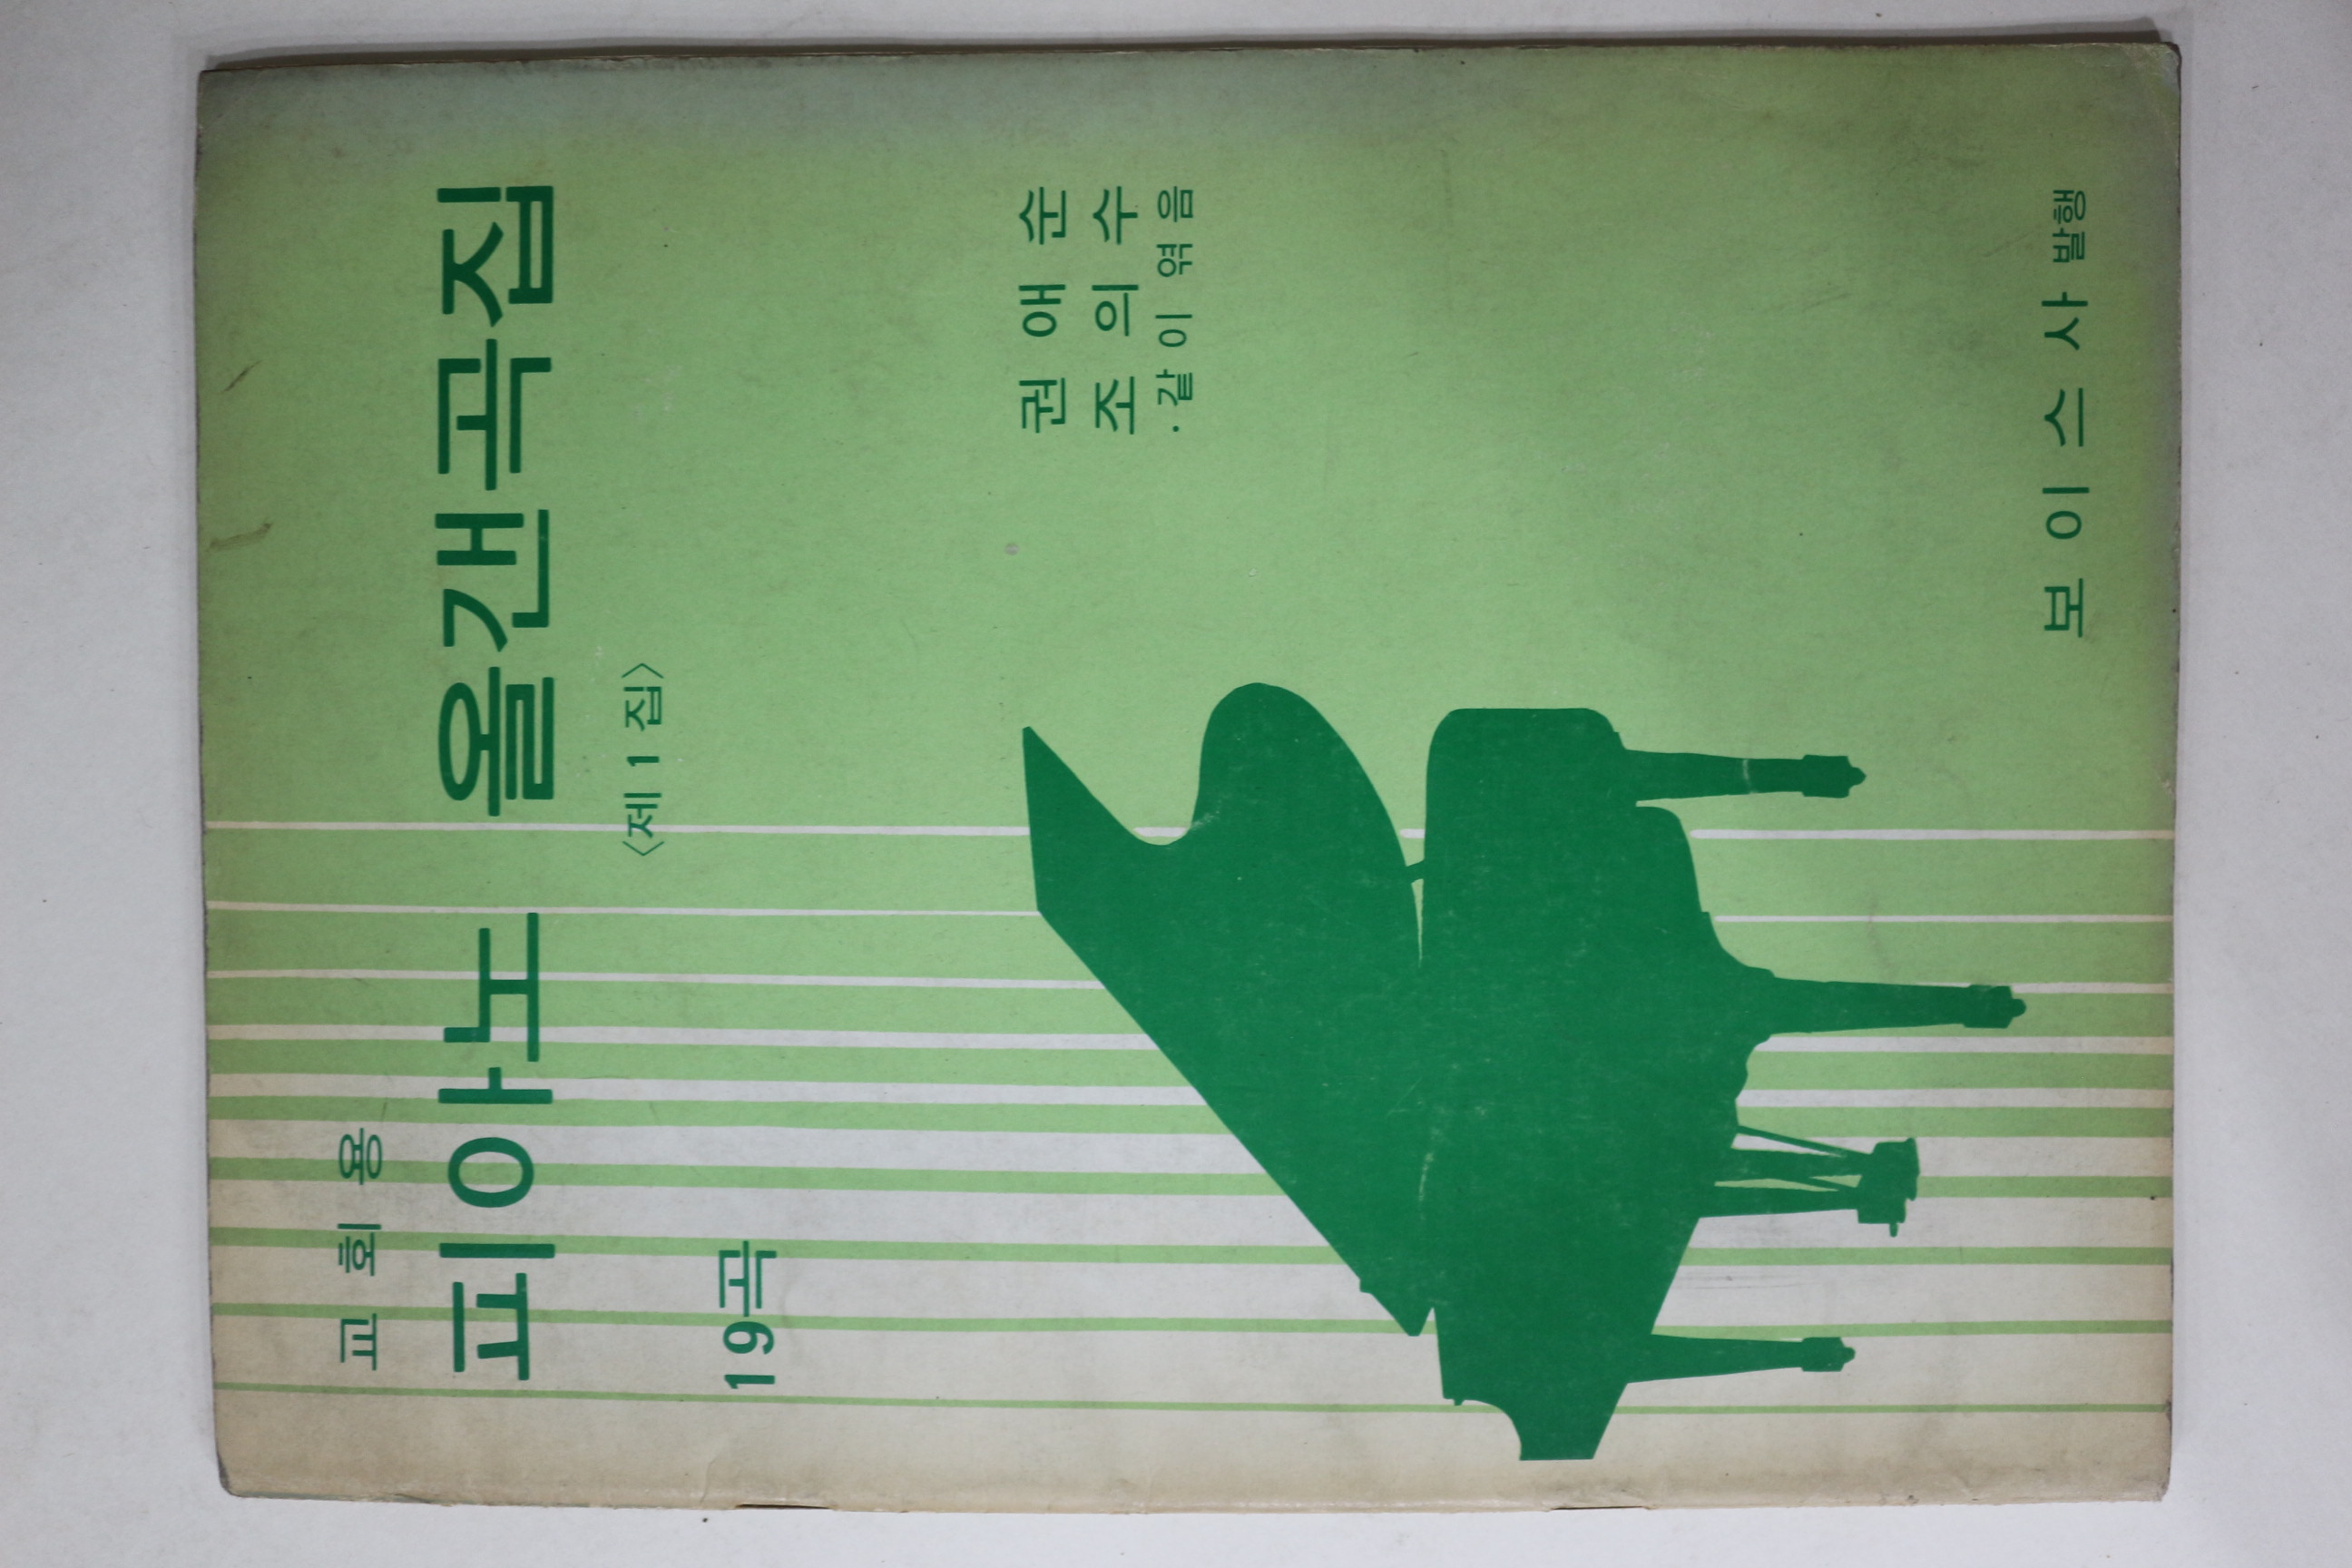 교회용
피아노 올갠곡집
〈제1집〉
19곡
권애순
조의수
·같이 엮음
보이스사 발행